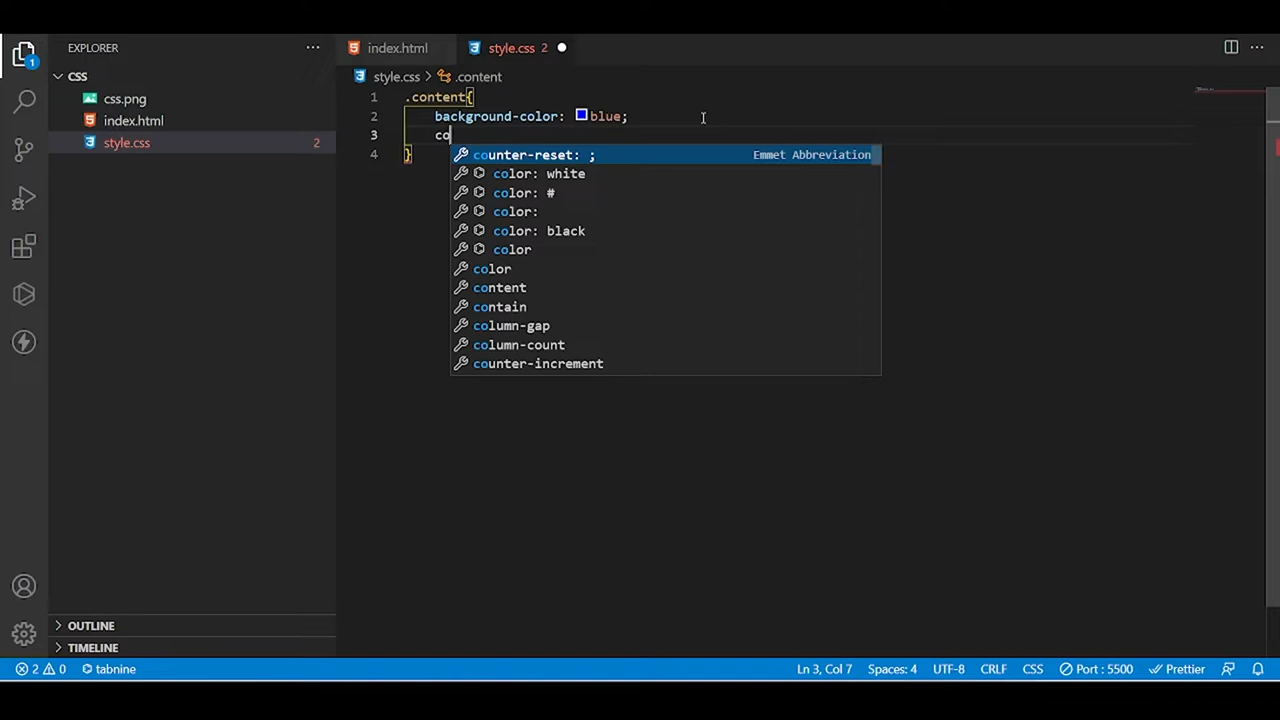 EXPLORER
CSS
css.png
index.html
style.css 2
OUTLINE
TIMELINE
index.html
style.css 2
style.css > .content
1 .content{
2 background-color: blue;
3 co
4 }
counter-reset: ; Emmet Abbreviation
color: white
color: #
color:
color: black
color
color
content
contain
column-gap
column-count
counter-increment
1
2 0 tabnine Ln 3, Col 7 Spaces: 4 UTF-8 CRLF CSS Port : 5500 Prettier